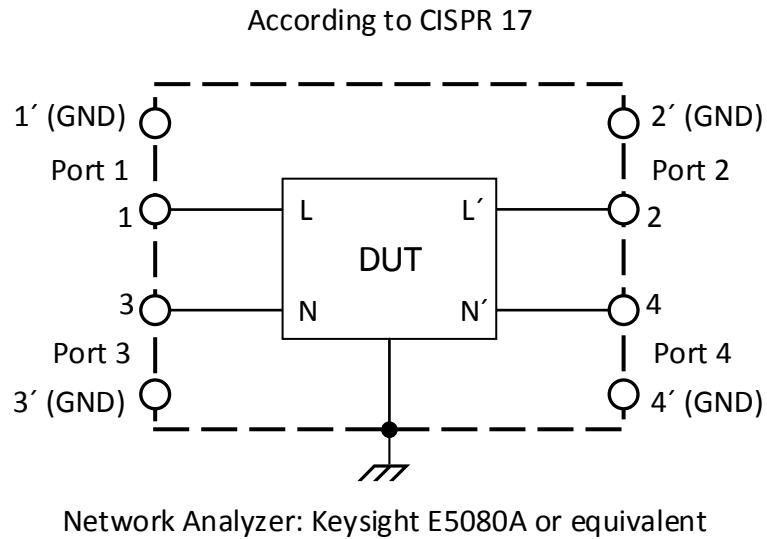 According to CISPR 17
1´ (GND)
2´ (GND)
Port 1
Port 2
1
L
L´
2
DUT
3
N
N´
4
Port 3
Port 4
3´ (GND)
4´ (GND)
Network Analyzer: Keysight E5080A or equivalent